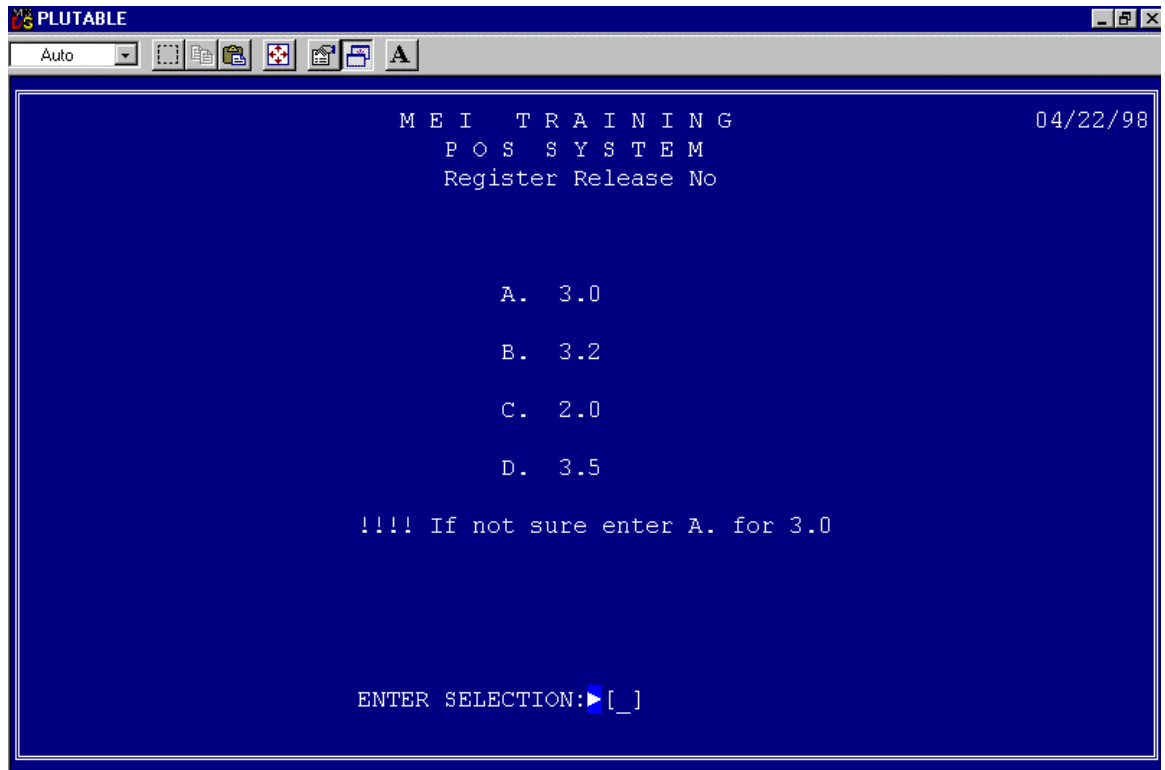 PLUTABLE
Auto A
M E I T R A I N I N G 04/22/98
P O S S Y S T E M
Register Release No
A. 3.0
B. 3.2
C. 2.0
D. 3.5
!!!! If not sure enter A. for 3.0
ENTER SELECTION:►[_]